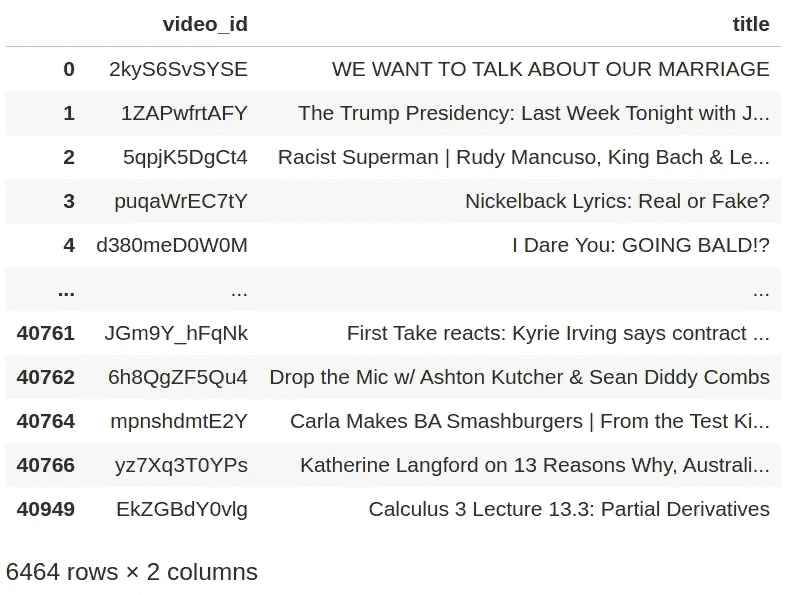 video_id title
0 2kyS6SvSYSE WE WANT TO TALK ABOUT OUR MARRIAGE
1 1ZAPwfrtAFY The Trump Presidency: Last Week Tonight with J...
2 5qpjK5DgCt4 Racist Superman | Rudy Mancuso, King Bach & Le...
3 puqaWrEC7tY Nickelback Lyrics: Real or Fake?
4 d380meD0W0M I Dare You: GOING BALD!?
... ... ...
40761 JGm9Y_hFqNk First Take reacts: Kyrie Irving says contract ...
40762 6h8QgZF5Qu4 Drop the Mic w/ Ashton Kutcher & Sean Diddy Combs
40764 mpnshdmtE2Y Carla Makes BA Smashburgers | From the Test Ki...
40766 yz7Xq3T0YPs Katherine Langford on 13 Reasons Why, Australi...
40949 EkZGBdY0vlg Calculus 3 Lecture 13.3: Partial Derivatives
6464 rows × 2 columns